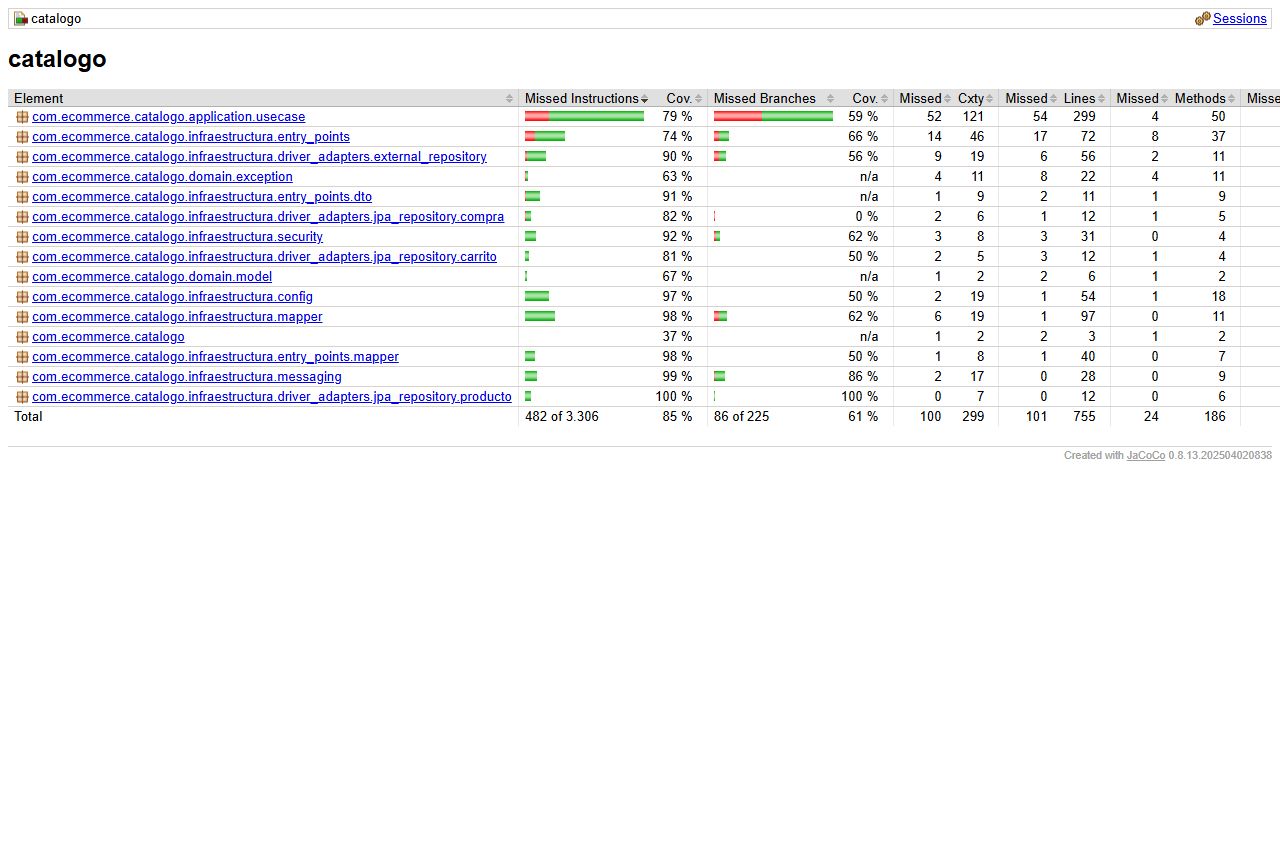 catalogo Sessions
catalogo
Element Missed Instructions Cov. Missed Branches Cov. Missed Cxty Missed Lines Missed Methods Misse
com.ecommerce.catalogo.application.usecase 79 % 59 % 52 121 54 299 4 50
com.ecommerce.catalogo.infraestructura.entry_points 74 % 66 % 14 46 17 72 8 37
com.ecommerce.catalogo.infraestructura.driver_adapters.external_repository 90 % 56 % 9 19 6 56 2 11
com.ecommerce.catalogo.domain.exception 63 % n/a 4 11 8 22 4 11
com.ecommerce.catalogo.infraestructura.entry_points.dto 91 % n/a 1 9 2 11 1 9
com.ecommerce.catalogo.infraestructura.driver_adapters.jpa_repository.compra 82 % 0 % 2 6 1 12 1 5
com.ecommerce.catalogo.infraestructura.security 92 % 62 % 3 8 3 31 0 4
com.ecommerce.catalogo.infraestructura.driver_adapters.jpa_repository.carrito 81 % 50 % 2 5 3 12 1 4
com.ecommerce.catalogo.domain.model 67 % n/a 1 2 2 6 1 2
com.ecommerce.catalogo.infraestructura.config 97 % 50 % 2 19 1 54 1 18
com.ecommerce.catalogo.infraestructura.mapper 98 % 62 % 6 19 1 97 0 11
com.ecommerce.catalogo 37 % n/a 1 2 2 3 1 2
com.ecommerce.catalogo.infraestructura.entry_points.mapper 98 % 50 % 1 8 1 40 0 7
com.ecommerce.catalogo.infraestructura.messaging 99 % 86 % 2 17 0 28 0 9
com.ecommerce.catalogo.infraestructura.driver_adapters.jpa_repository.producto 100 % 100 % 0 7 0 12 0 6
Total 482 of 3.306 85 % 86 of 225 61 % 100 299 101 755 24 186
Created with JaCoCo 0.8.13.202504020838